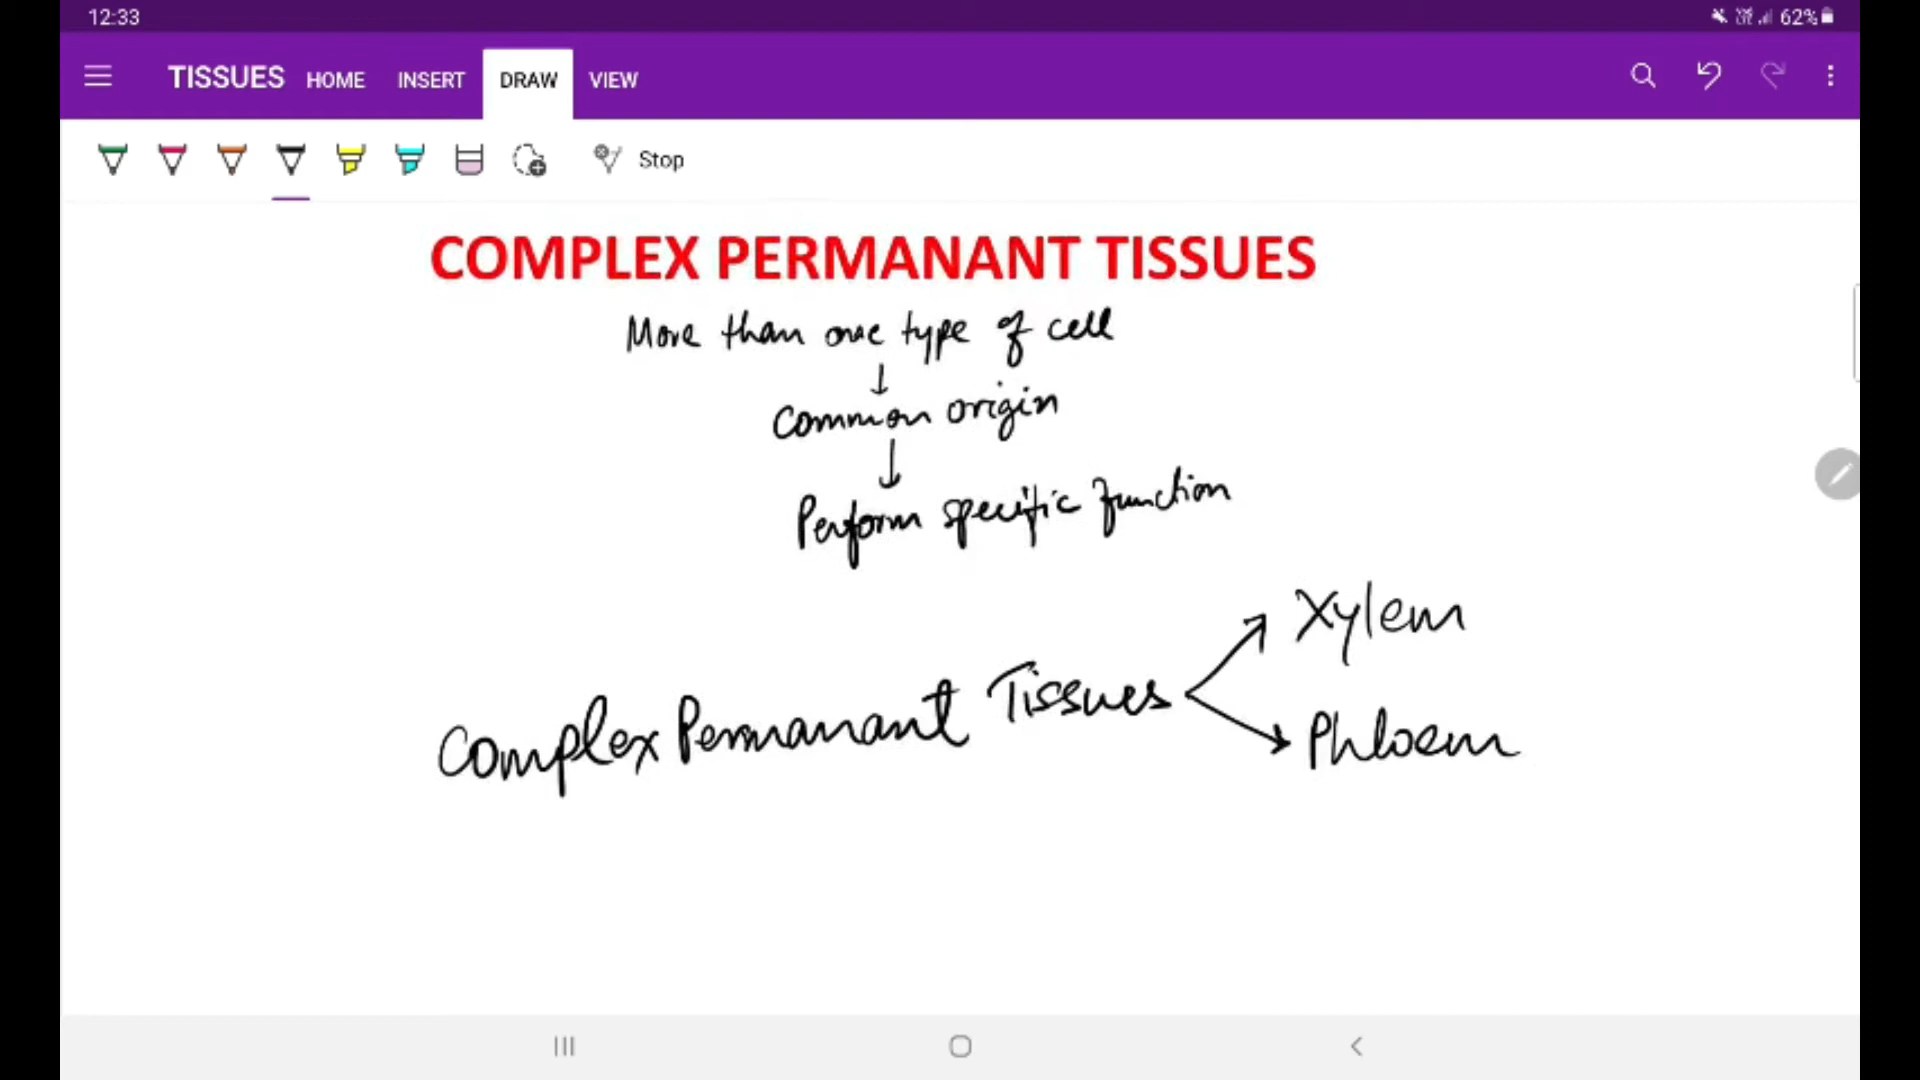 12:33
62%
TISSUES HOME INSERT DRAW VIEW
Stop
COMPLEX PERMANANT TISSUES
More than one type of cell
Common origin
Perform specific function
Xylem
Complex Permanant Tissues
Phloem